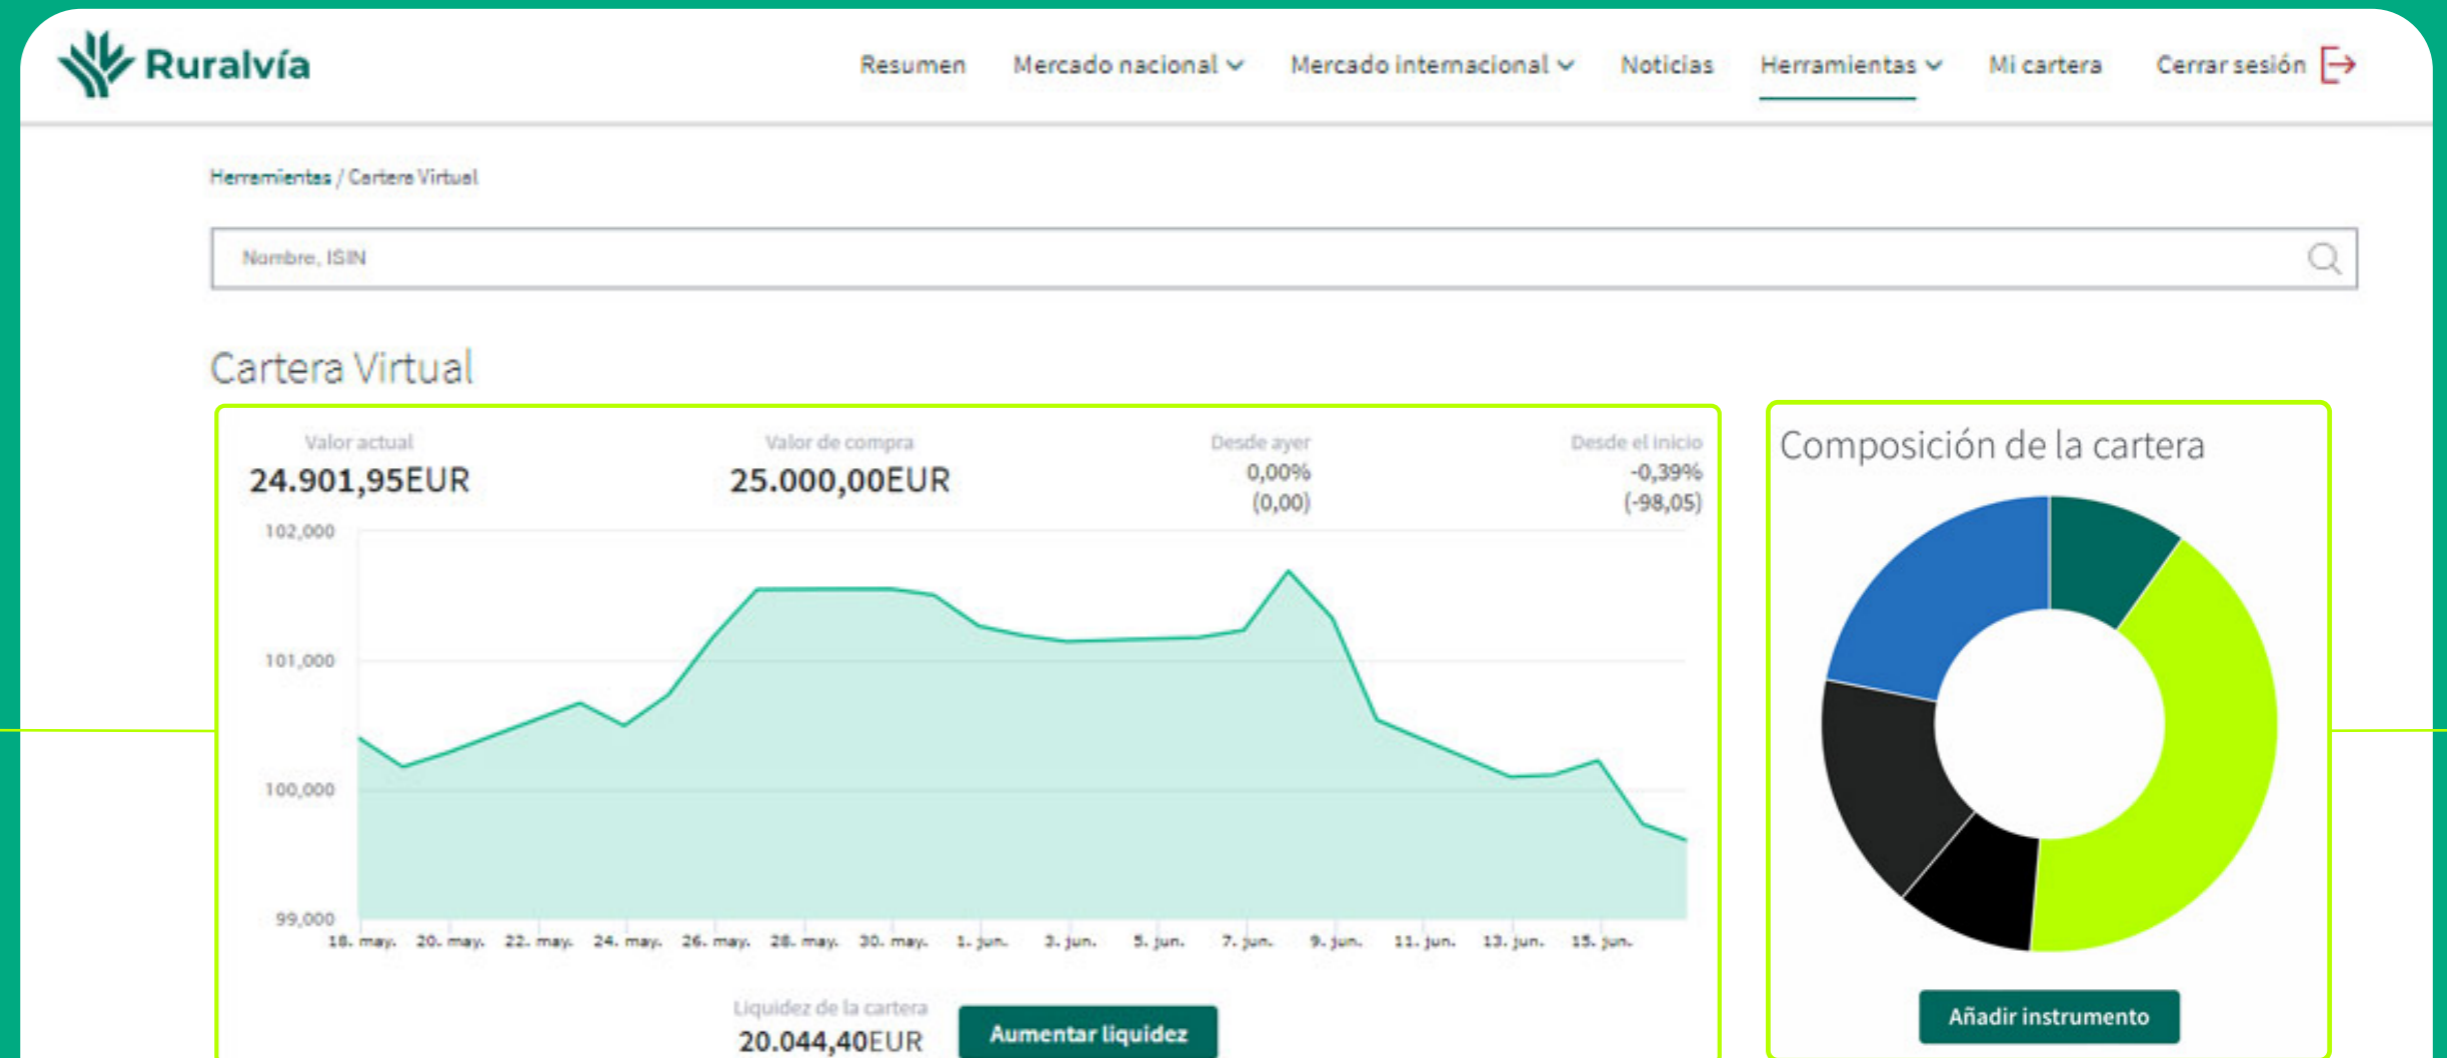 Ruralvía
Resumen Mercado nacional Mercado internacional Noticias Herramientas Mi cartera Cerrar sesión
Herramientas / Cartera Virtual
Nombre, ISIN
Cartera Virtual
Valor actual Valor de compra Desde ayer Desde el inicio
24.901,95EUR 25.000,00EUR 0,00% -0,39%
(0,00) (-98,05)
Composición de la cartera
102,000
101,000
100,000
99,000
18. may. 20. may. 22. may. 24. may. 26. may. 28. may. 30. may. 1. jun. 3. jun. 5. jun. 7. jun. 9. jun. 11. jun. 13. jun. 15. jun.
Liquidez de la cartera
20.044,40EUR
Aumentar liquidez
Añadir instrumento